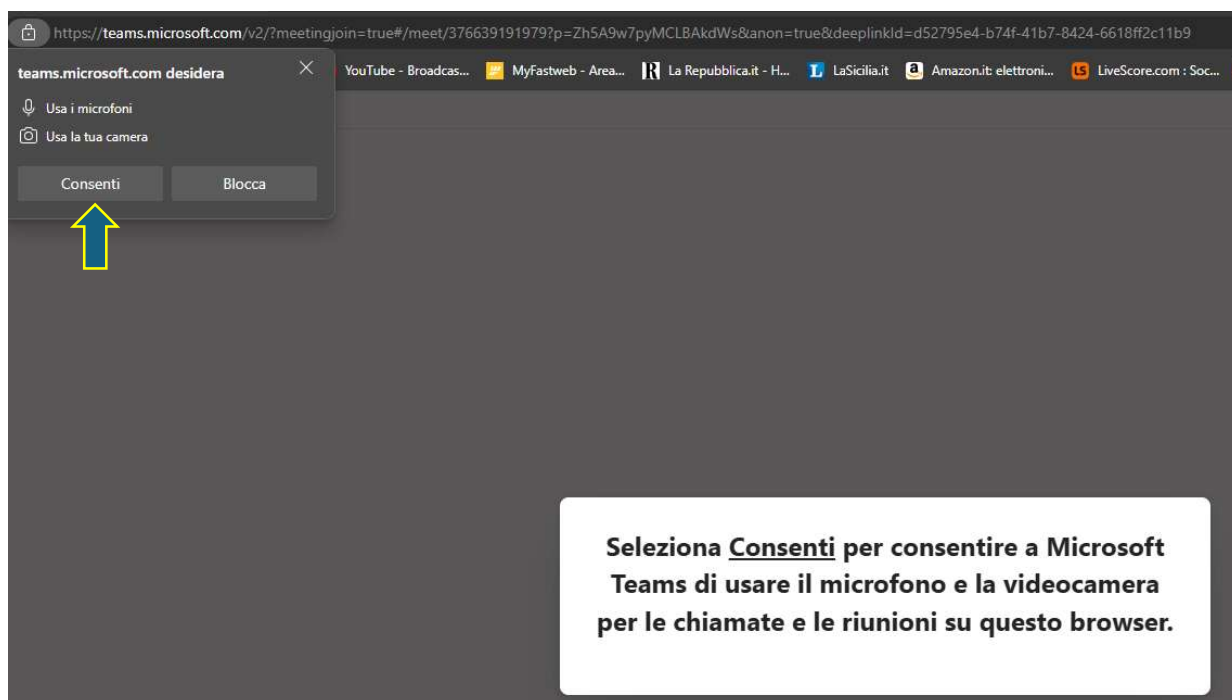 https://teams.microsoft.com/v2/?meetingjoin=true#/meet/376639191979?p=Zh5A9w7pyMCLBAkdWs&anon=true&deeplinkId=d52795e4-b74f-41b7-8424-6618ff2c11b9
teams.microsoft.com desidera
YouTube - Broadcas... MyFastweb - Area... R La Repubblica.it - H... L LaSicilia.it a Amazon.it: elettroni... LS LiveScore.com : Soc...
Usa i microfoni
Usa la tua camera
Consenti Blocca
Seleziona Consenti per consentire a Microsoft
Teams di usare il microfono e la videocamera
per le chiamate e le riunioni su questo browser.